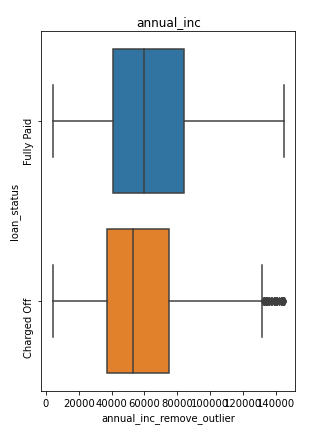 annual_inc
Fully Paid
loan_status
Charged Off
0 20000 40000 60000 80000 100000 120000 140000
annual_inc_remove_outlier